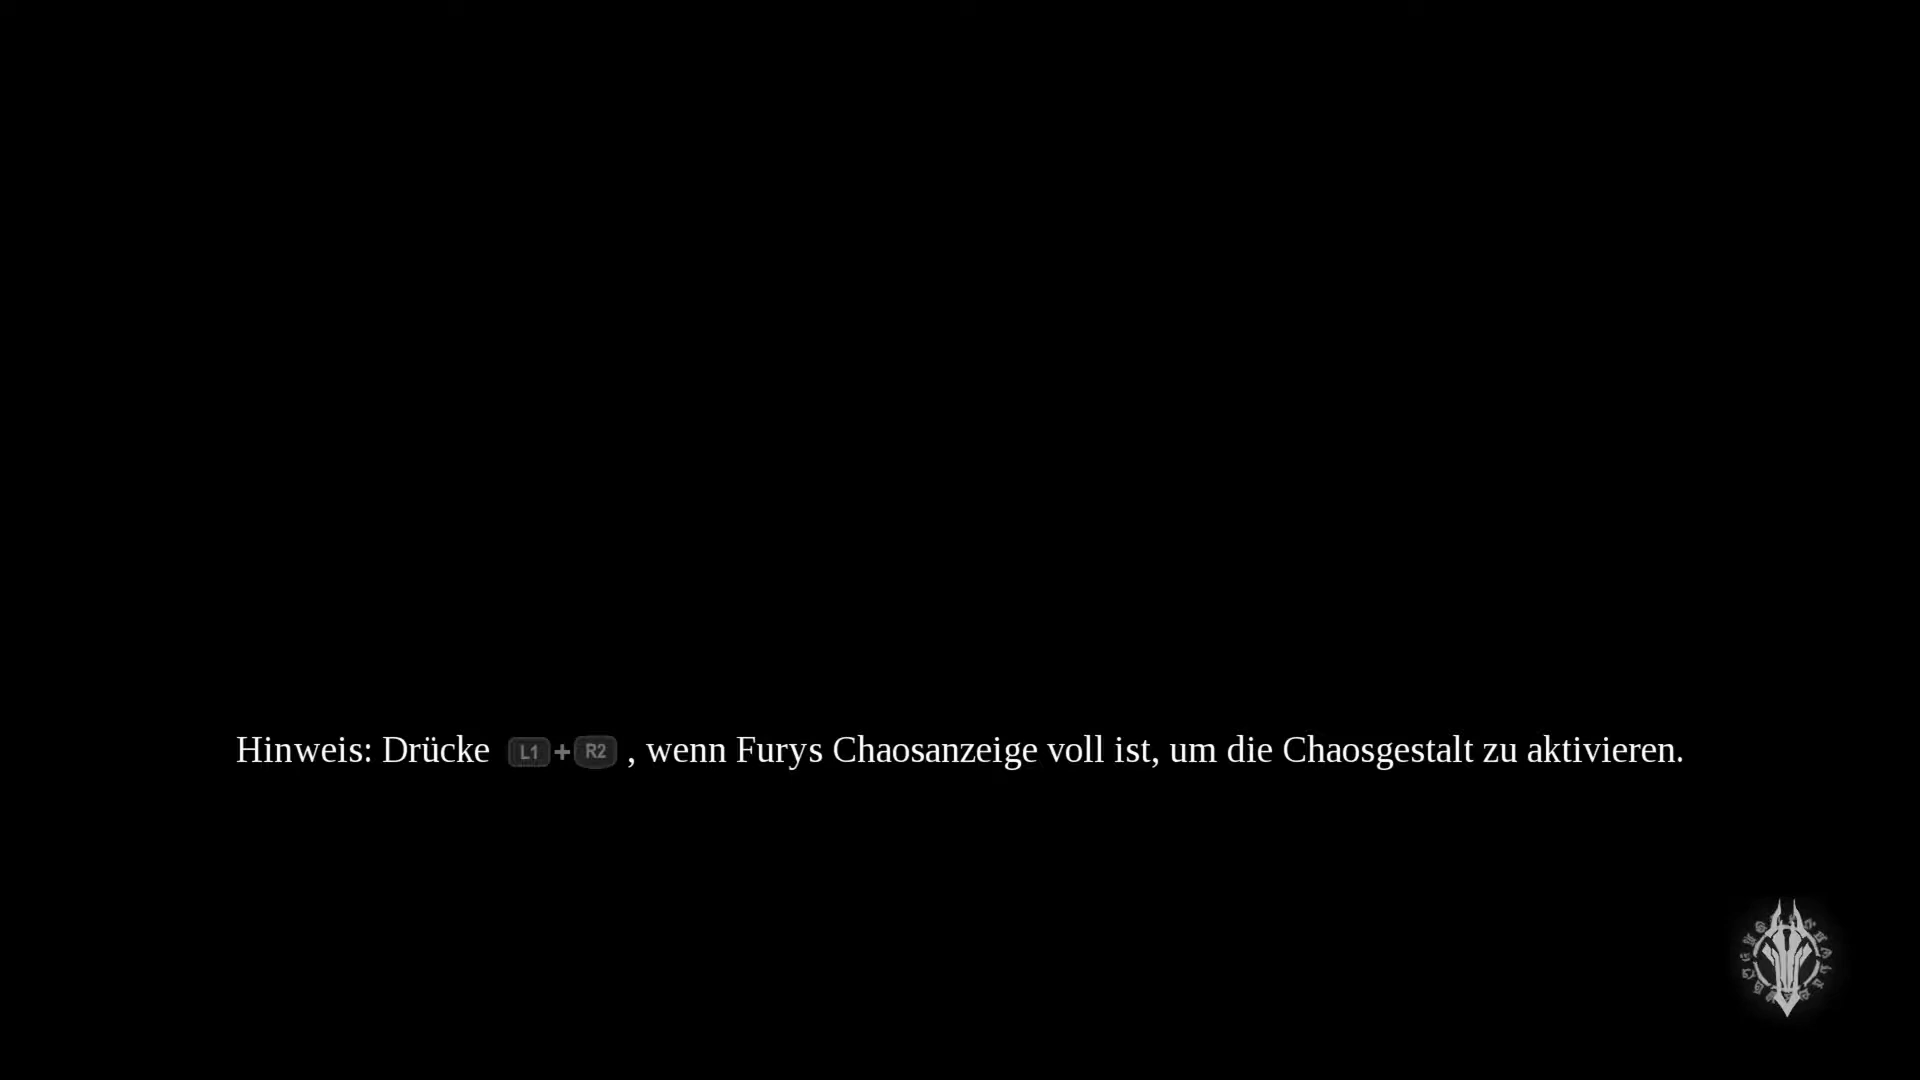 Hinweis: Drücke L1+R2 , wenn Furys Chaosanzeige voll ist, um die Chaosgestalt zu aktivieren.